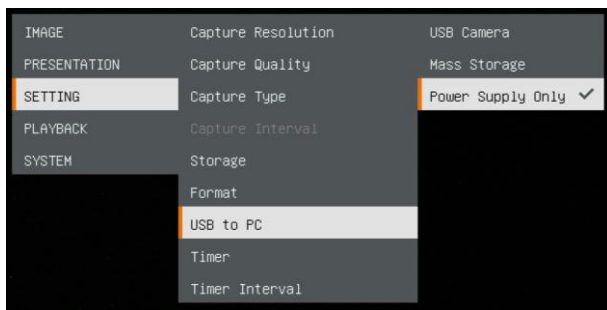 IMAGE
PRESENTATION
SETTING
PLAYBACK
SYSTEM
Capture Resolution
Capture Quality
Capture Type
Capture Interval
Storage
Format
USB to PC
Timer
Timer Interval
USB Camera
Mass Storage
Power Supply Only ✓